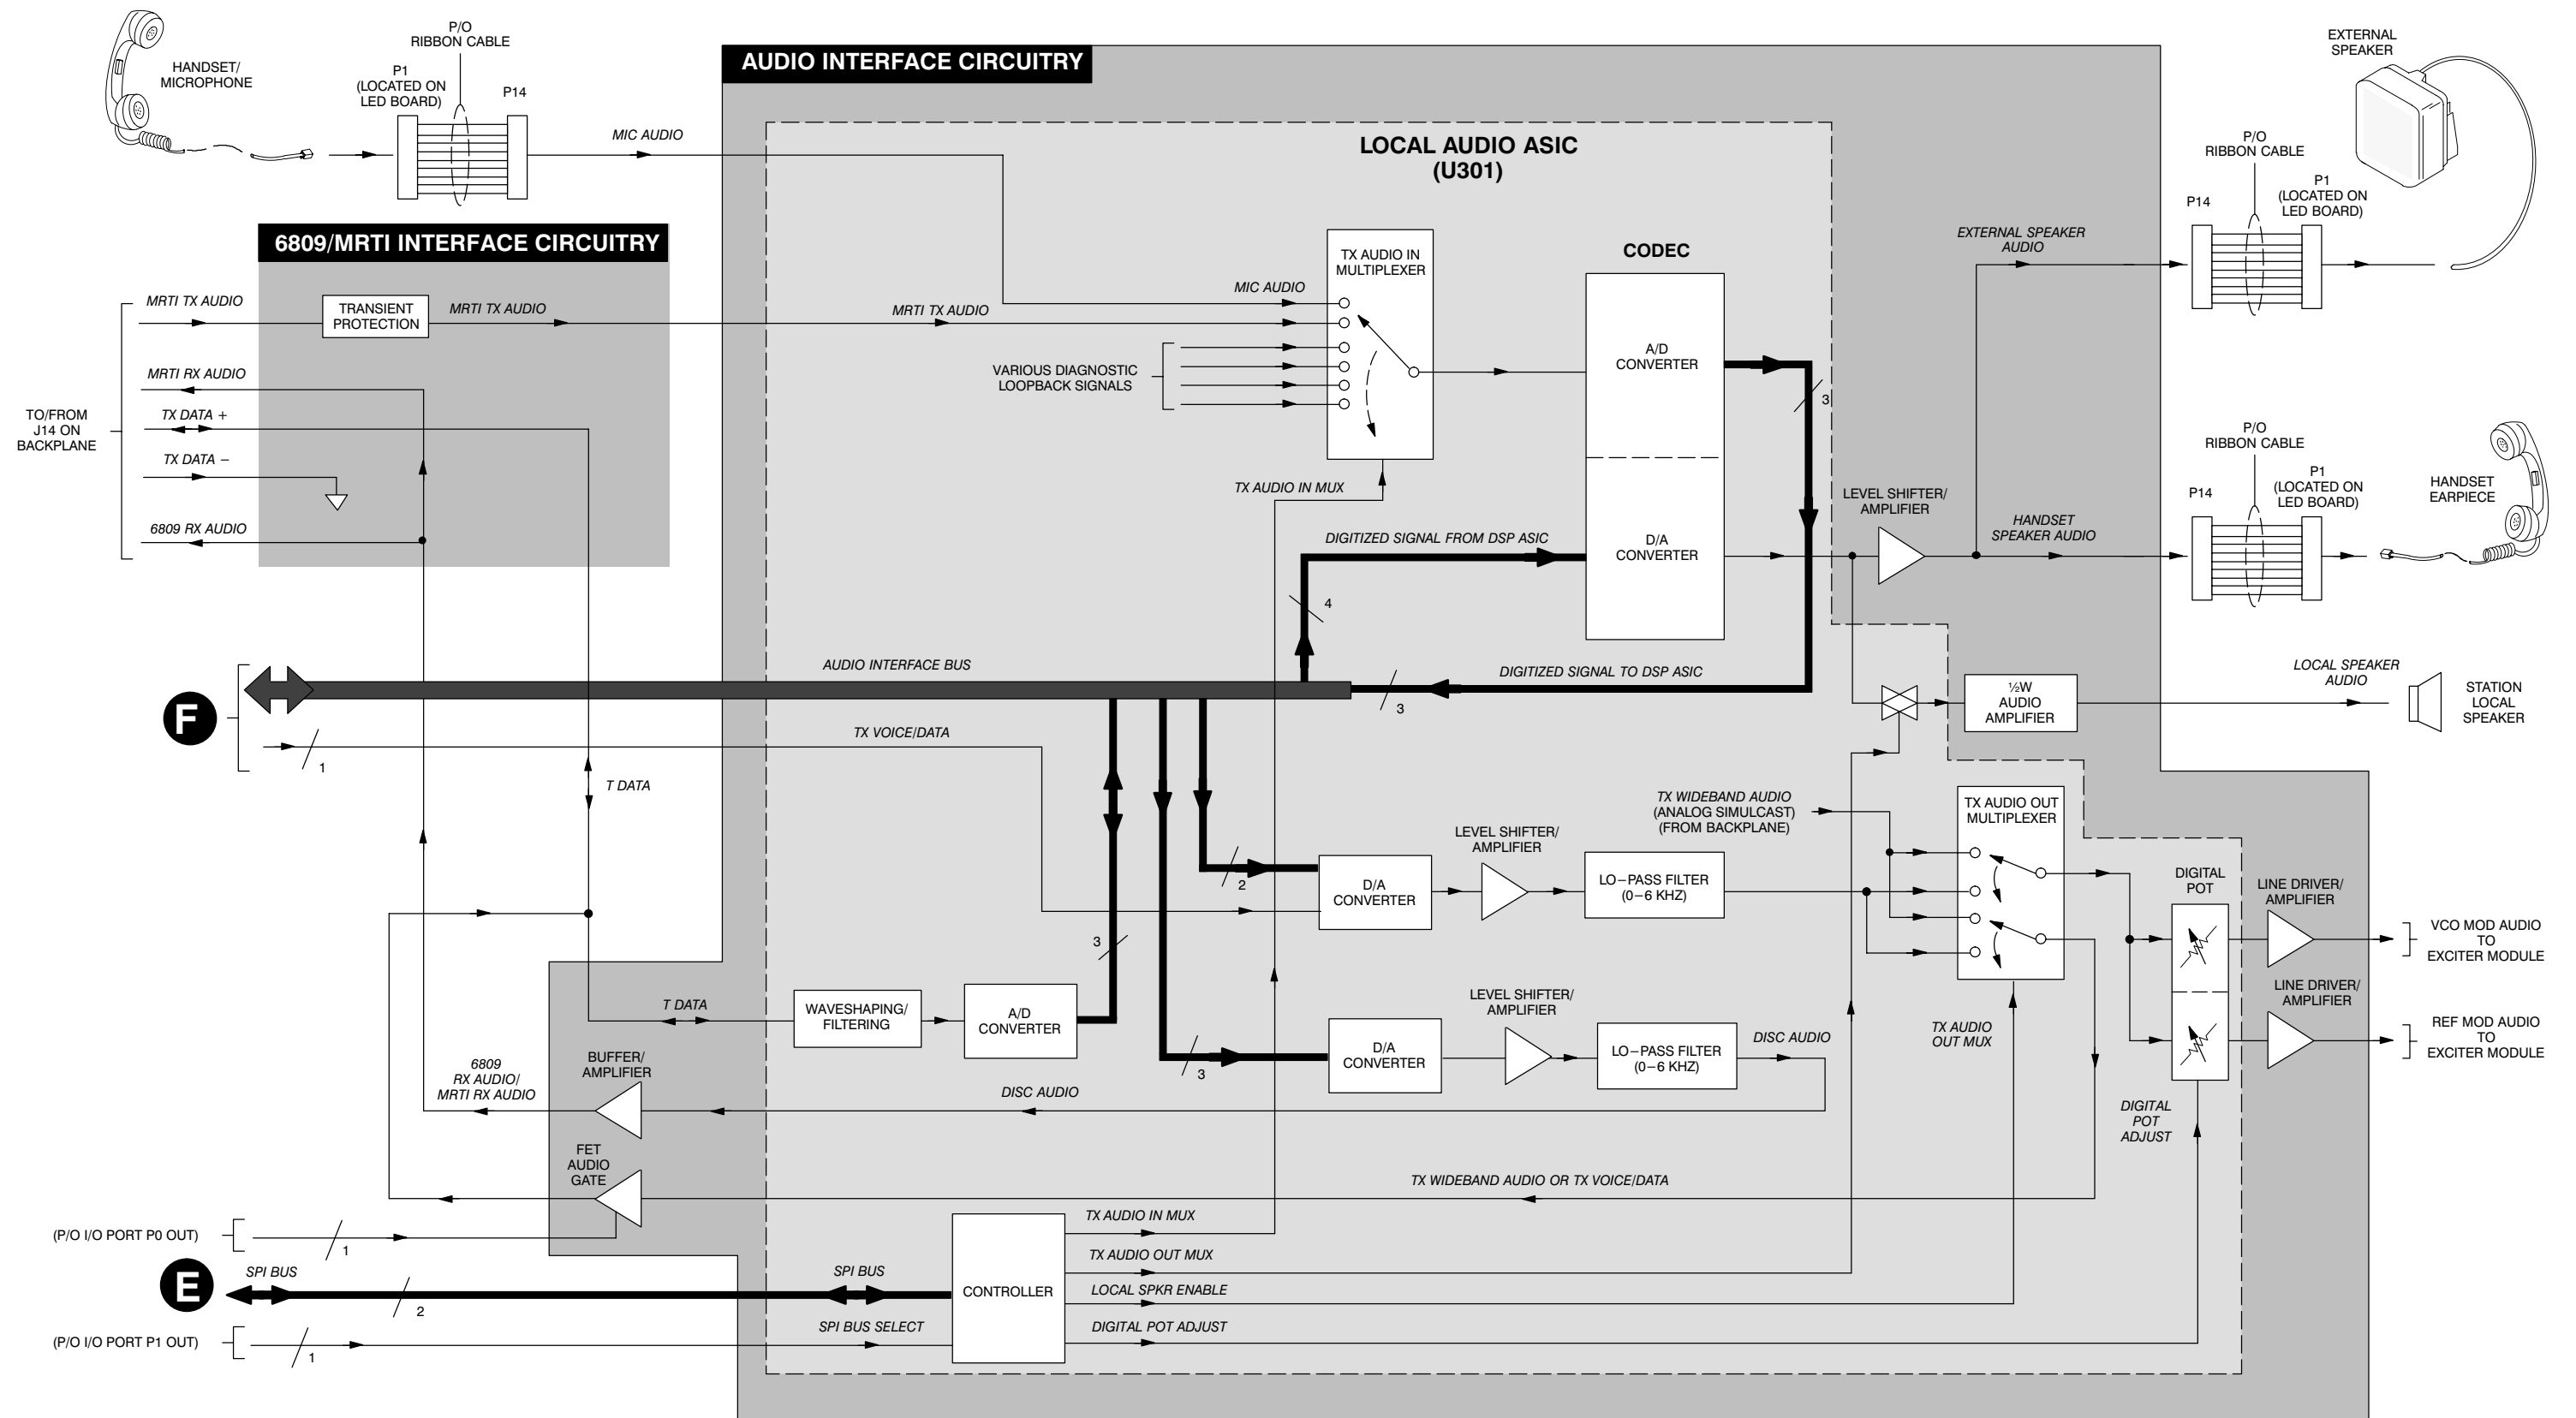 HANDSET/
MICROPHONE
P/O
RIBBON CABLE
P1
(LOCATED ON
LED BOARD)
P14
MIC AUDIO
AUDIO INTERFACE CIRCUITRY
LOCAL AUDIO ASIC
(U301)
EXTERNAL
SPEAKER
P/O
RIBBON CABLE
P1
(LOCATED ON
LED BOARD)
P14
EXTERNAL SPEAKER
AUDIO
6809/MRTI INTERFACE CIRCUITRY
MRTI TX AUDIO
TRANSIENT
PROTECTION
MRTI TX AUDIO
MRTI RX AUDIO
TX DATA +
TX DATA –
6809 RX AUDIO
TO/FROM
J14 ON
BACKPLANE
TX AUDIO IN
MULTIPLEXER
MIC AUDIO
MRTI TX AUDIO
VARIOUS DIAGNOSTIC
LOOPBACK SIGNALS
TX AUDIO IN MUX
CODEC
A/D
CONVERTER
D/A
CONVERTER
3
DIGITIZED SIGNAL FROM DSP ASIC
4
LEVEL SHIFTER/
AMPLIFIER
HANDSET
SPEAKER AUDIO
P/O
RIBBON CABLE
P1
(LOCATED ON
LED BOARD)
P14
HANDSET
EARPIECE
F
AUDIO INTERFACE BUS
DIGITIZED SIGNAL TO DSP ASIC
3
½W
AUDIO
AMPLIFIER
LOCAL SPEAKER
AUDIO
STATION
LOCAL
SPEAKER
TX VOICE/DATA
1
T DATA
TX WIDEBAND AUDIO
(ANALOG SIMULCAST)
(FROM BACKPLANE)
TX AUDIO OUT
MULTIPLEXER
2
D/A
CONVERTER
LEVEL SHIFTER/
AMPLIFIER
LO–PASS FILTER
(0–6 KHZ)
DIGITAL
POT
LINE DRIVER/
AMPLIFIER
VCO MOD AUDIO
TO
EXCITER MODULE
3
T DATA
WAVESHAPING/
FILTERING
A/D
CONVERTER
3
D/A
CONVERTER
LEVEL SHIFTER/
AMPLIFIER
LO–PASS FILTER
(0–6 KHZ)
DISC AUDIO
TX AUDIO
OUT MUX
LINE DRIVER/
AMPLIFIER
REF MOD AUDIO
TO
EXCITER MODULE
6809
RX AUDIO/
MRTI RX AUDIO
BUFFER/
AMPLIFIER
DISC AUDIO
DIGITAL
POT
ADJUST
FET
AUDIO
GATE
TX WIDEBAND AUDIO OR TX VOICE/DATA
(P/O I/O PORT P0 OUT)
1
E
SPI BUS
2
SPI BUS
(P/O I/O PORT P1 OUT)
1
SPI BUS SELECT
CONTROLLER
TX AUDIO IN MUX
TX AUDIO OUT MUX
LOCAL SPKR ENABLE
DIGITAL POT ADJUST